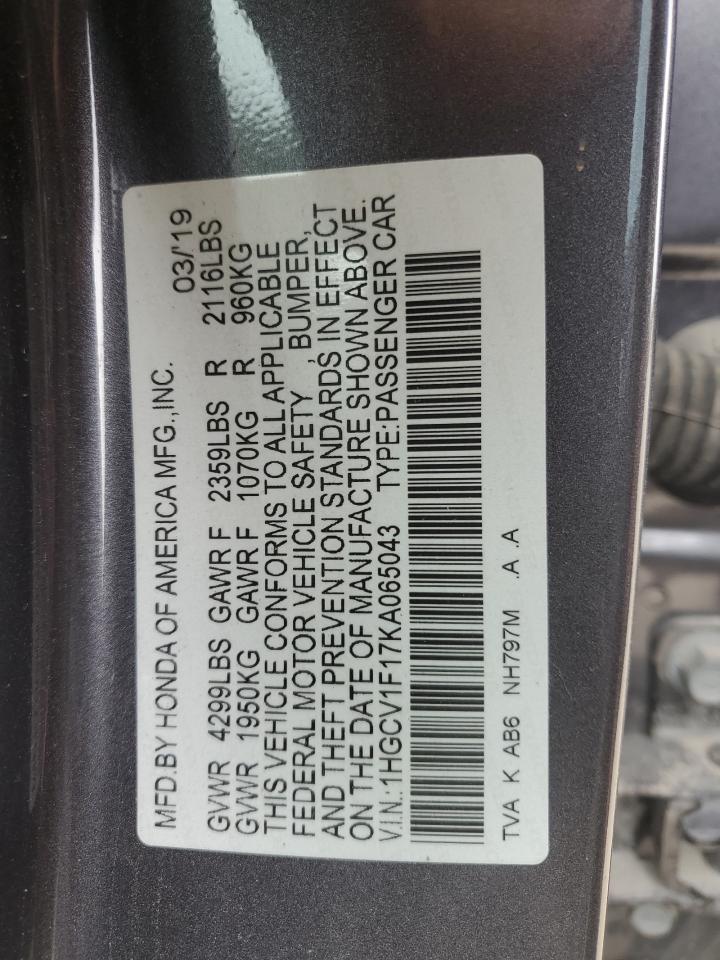 MFD.BY HONDA OF AMERICA MFG.,INC. 03/'19
GVWR 4299LBS GAWR F 2359LBS R 2116LBS
GVWR 1950KG GAWR F 1070KG R 960KG
THIS VEHICLE CONFORMS TO ALL APPLICABLE
FEDERAL MOTOR VEHICLE SAFETY, BUMPER,
AND THEFT PREVENTION STANDARDS, IN EFFECT
ON THE DATE OF MANUFACTURE SHOWN ABOVE.
V.I.N.:1HGCV1F17KA065043 TYPE:PASSENGER CAR
TVA K AB6 NH797M .A .A